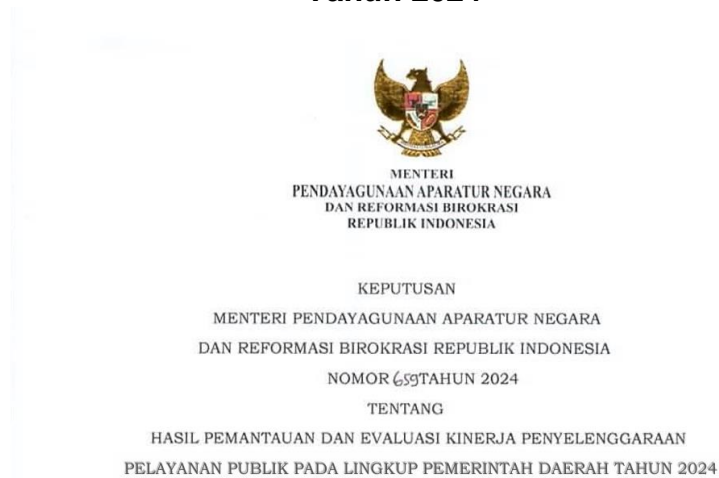 Tahun 2024
MENTERI
PENDAYAGUNAAN APARATUR NEGARA
DAN REFORMASI BIROKRASI
REPUBLIK INDONESIA
KEPUTUSAN
MENTERI PENDAYAGUNAAN APARATUR NEGARA
DAN REFORMASI BIROKRASI REPUBLIK INDONESIA
NOMOR 659 TAHUN 2024
TENTANG
HASIL PEMANTAUAN DAN EVALUASI KINERJA PENYELENGGARAAN
PELAYANAN PUBLIK PADA LINGKUP PEMERINTAH DAERAH TAHUN 2024